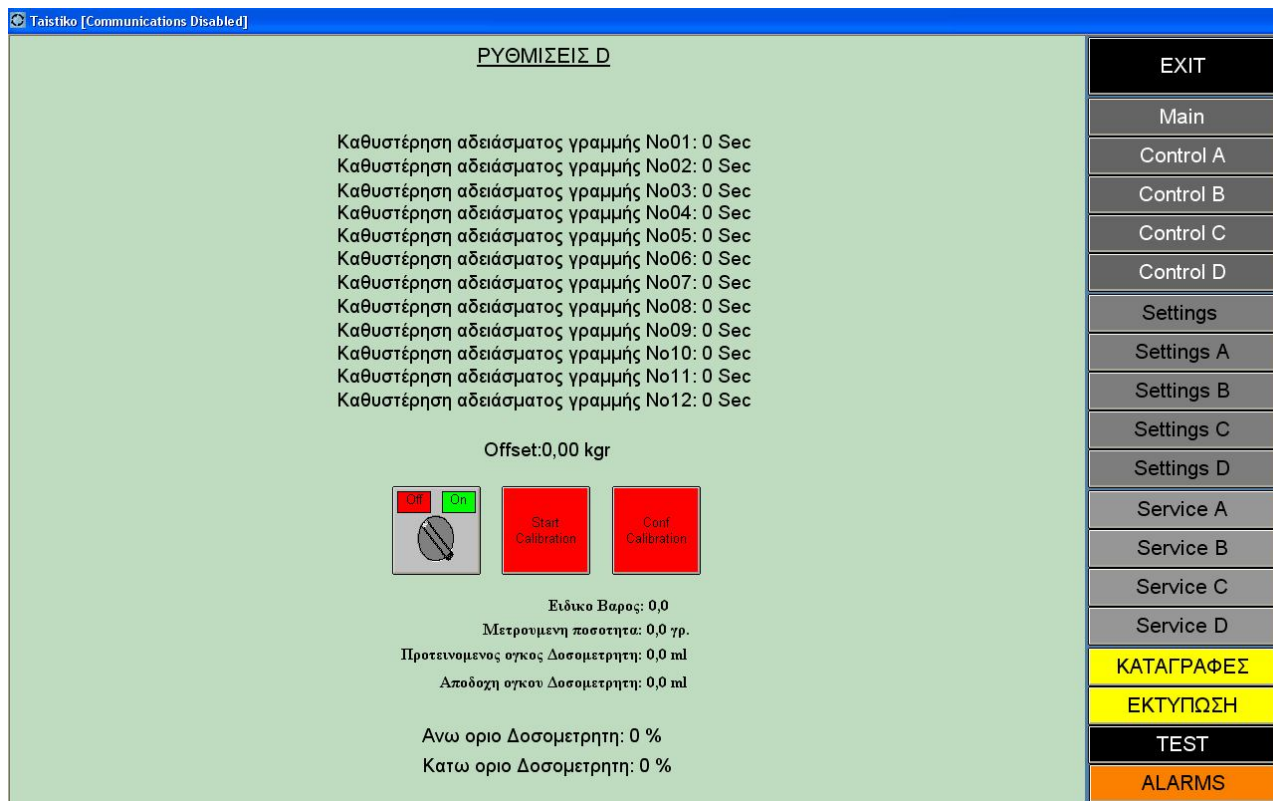 Taistiko [Communications Disabled]
ΡΥΘΜΙΣΕΙΣ D
Καθυστέρηση αδειάσματος γραμμής No01: 0 Sec
Καθυστέρηση αδειάσματος γραμμής No02: 0 Sec
Καθυστέρηση αδειάσματος γραμμής No03: 0 Sec
Καθυστέρηση αδειάσματος γραμμής No04: 0 Sec
Καθυστέρηση αδειάσματος γραμμής No05: 0 Sec
Καθυστέρηση αδειάσματος γραμμής No06: 0 Sec
Καθυστέρηση αδειάσματος γραμμής No07: 0 Sec
Καθυστέρηση αδειάσματος γραμμής No08: 0 Sec
Καθυστέρηση αδειάσματος γραμμής No09: 0 Sec
Καθυστέρηση αδειάσματος γραμμής No10: 0 Sec
Καθυστέρηση αδειάσματος γραμμής No11: 0 Sec
Καθυστέρηση αδειάσματος γραμμής No12: 0 Sec
Offset:0,00 kgr
Off On
Start
Calibration
Conf
Calibration
Ειδικο Βαρος: 0,0
Μετρουμενη ποσοτητα: 0,0 γρ.
Προτεινομενος ογκος Δοσομετρητη: 0,0 ml
Αποδοχη ογκου Δοσομετρητη: 0,0 ml
Ανω οριο Δοσομετρητη: 0 %
Κατω οριο Δοσομετρητη: 0 %
EXIT
Main
Control A
Control B
Control C
Control D
Settings
Settings A
Settings B
Settings C
Settings D
Service A
Service B
Service C
Service D
ΚΑΤΑΓΡΑΦΕΣ
ΕΚΤΥΠΩΣΗ
TEST
ALARMS